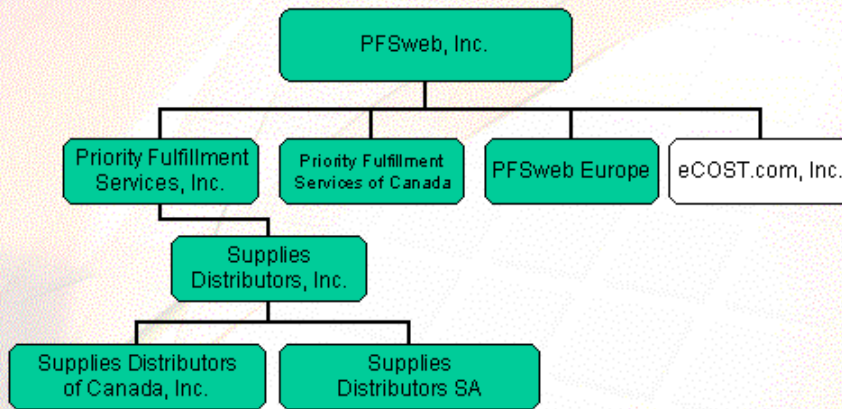 PFSweb, Inc.
Priority Fulfillment
Services, Inc.
Priority Fulfillment
Services of Canada
PFSweb Europe
eCOST.com, Inc.
Supplies
Distributors, Inc.
Supplies Distributors
of Canada, Inc.
Supplies
Distributors SA